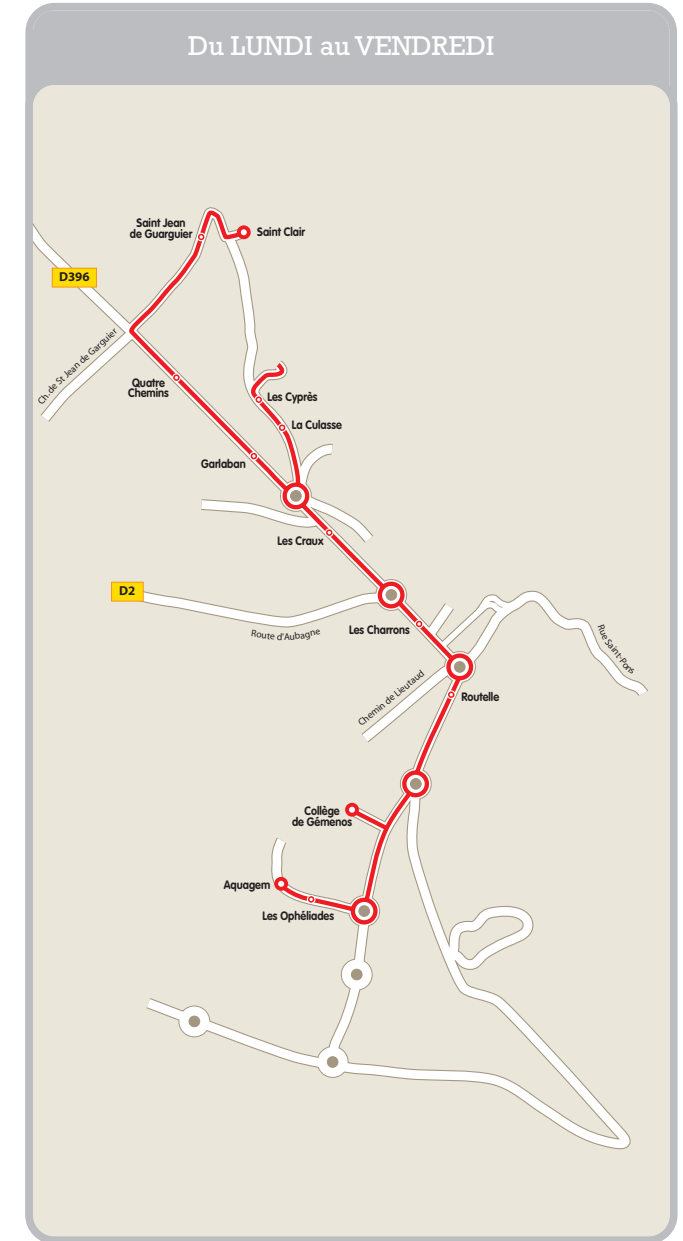 Du LUNDI au VENDREDI
Saint Jean
de Guarguier
Saint Clair
D396
Ch. de St Jean de Garguier
Quatre
Chemins
Les Cyprès
La Culasse
Garlaban
Les Craux
D2
Route d'Aubagne
Les Charrons
Rue Saint-Pons
Chemin de Lieutaud
Routelle
Collège
de Gémenos
Aquagem
Les Ophéliades